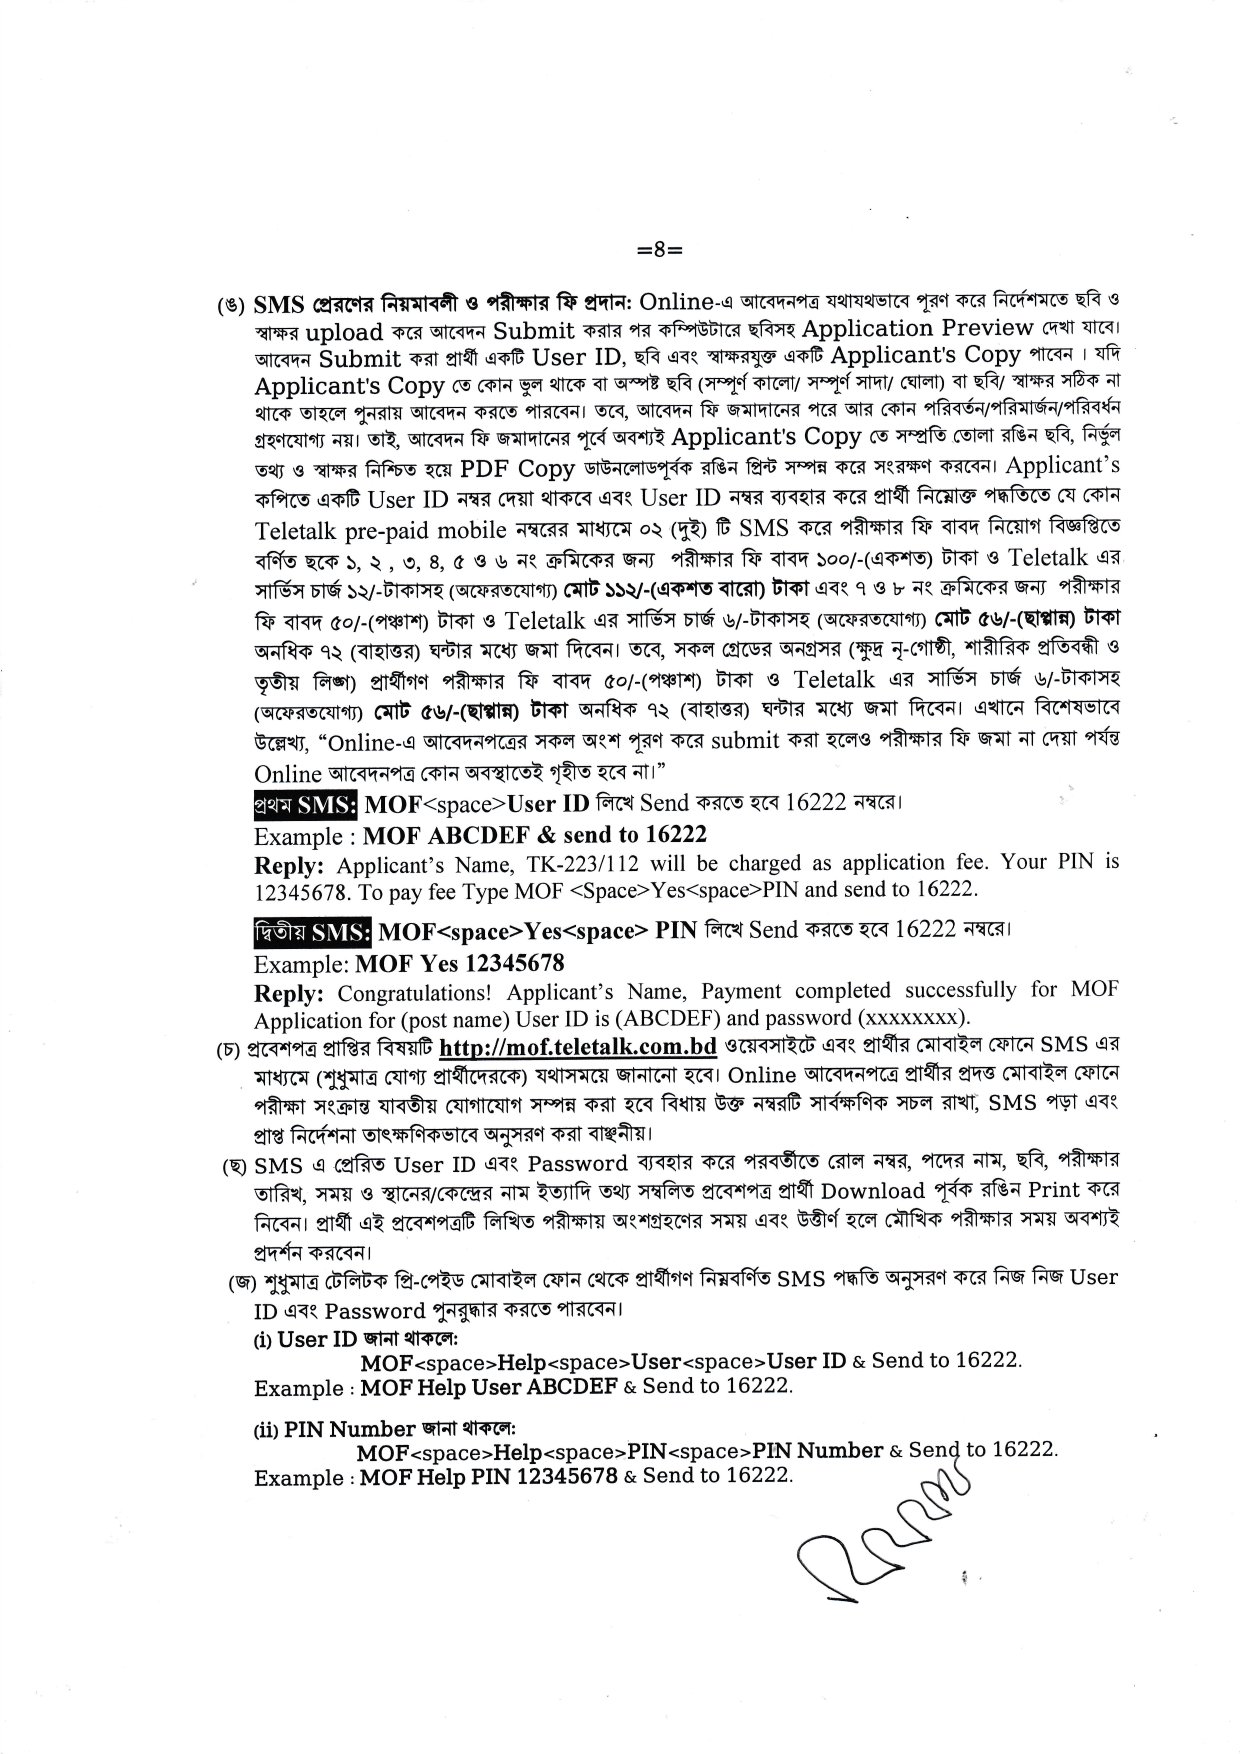 =8=
(ঙ) SMS প্রেরণের নিয়মাবলী ও পরীক্ষার ফি প্রদান: Online-এ আবেদনপত্র যথাযথভাবে পূরণ করে নির্দেশমতে ছবি ও
স্বাক্ষর upload করে আবেদন Submit করার পর কম্পিউটারে ছবিসহ Application Preview দেখা যাবে।
আবেদন Submit করা প্রার্থী একটি User ID, ছবি এবং স্বাক্ষরযুক্ত একটি Applicant's Copy পাবেন । যদি
Applicant's Copy তে কোন ভুল থাকে বা অস্পষ্ট ছবি (সম্পূর্ণ কালো/ সম্পূর্ণ সাদা/ ঘোলা) বা ছবি/ স্বাক্ষর সঠিক না
থাকে তাহলে পুনরায় আবেদন করতে পারবেন। তবে, আবেদন ফি জমাদানের পরে আর কোন পরিবর্তন/পরিমার্জন/পরিবর্ধন
গ্রহণযোগ্য নয়। তাই, আবেদন ফি জমাদানের পূর্বে অবশ্যই Applicant's Copy তে সম্প্রতি তোলা রঙিন ছবি, নির্ভুল
তথ্য ও স্বাক্ষর নিশ্চিত হয়ে PDF Copy ডাউনলোডপূর্বক রঙিন প্রিন্ট সম্পন্ন করে সংরক্ষণ করবেন। Applicant’s
কপিতে একটি User ID নম্বর দেয়া থাকবে এবং User ID নম্বর ব্যবহার করে প্রার্থী নিম্নোক্ত পদ্ধতিতে যে কোন
Teletalk pre-paid mobile নম্বরের মাধ্যমে ০২ (দুই) টি SMS করে পরীক্ষার ফি বাবদ নিয়োগ বিজ্ঞপ্তিতে
বর্ণিত ছকে ১, ২ , ৩, ৪, ৫ ও ৬ নং ক্রমিকের জন্য পরীক্ষার ফি বাবদ ১০০/-(একশত) টাকা ও Teletalk এর
সার্ভিস চার্জ ১২/-টাকাসহ (অফেরতযোগ্য) মোট ১১২/-(একশত বারো) টাকা এবং ৭ ও ৮ নং ক্রমিকের জন্য পরীক্ষার
ফি বাবদ ৫০/-(পঞ্চাশ) টাকা ও Teletalk এর সার্ভিস চার্জ ৬/-টাকাসহ (অফেরতযোগ্য) মোট ৫৬/-(ছাপ্পান্ন) টাকা
অনধিক ৭২ (বাহাত্তর) ঘন্টার মধ্যে জমা দিবেন। তবে, সকল গ্রেডের অনগ্রসর (ক্ষুদ্র নৃ-গোষ্ঠী, শারীরিক প্রতিবন্ধী ও
তৃতীয় লিঙ্গ) প্রার্থীগণ পরীক্ষার ফি বাবদ ৫০/-(পঞ্চাশ) টাকা ও Teletalk এর সার্ভিস চার্জ ৬/-টাকাসহ
(অফেরতযোগ্য) মোট ৫৬/-(ছাপ্পান্ন) টাকা অনধিক ৭২ (বাহাত্তর) ঘন্টার মধ্যে জমা দিবেন। এখানে বিশেষভাবে
উল্লেখ্য, “Online-এ আবেদনপত্রের সকল অংশ পূরণ করে submit করা হলেও পরীক্ষার ফি জমা না দেয়া পর্যন্ত
Online আবেদনপত্র কোন অবস্থাতেই গৃহীত হবে না।”
প্রথম SMS: MOF<space>User ID লিখে Send করতে হবে 16222 নম্বরে।
Example : MOF ABCDEF & send to 16222
Reply: Applicant’s Name, TK-223/112 will be charged as application fee. Your PIN is
12345678. To pay fee Type MOF <Space>Yes<space>PIN and send to 16222.
দ্বিতীয় SMS: MOF<space>Yes<space> PIN লিখে Send করতে হবে 16222 নম্বরে।
Example: MOF Yes 12345678
Reply: Congratulations! Applicant’s Name, Payment completed successfully for MOF
Application for (post name) User ID is (ABCDEF) and password (xxxxxxxx).
(চ) প্রবেশপত্র প্রাপ্তির বিষয়টি http://mof.teletalk.com.bd ওয়েবসাইটে এবং প্রার্থীর মোবাইল ফোনে SMS এর
মাধ্যমে (শুধুমাত্র যোগ্য প্রার্থীদেরকে) যথাসময়ে জানানো হবে। Online আবেদনপত্রে প্রার্থীর প্রদত্ত মোবাইল ফোনে
পরীক্ষা সংক্রান্ত যাবতীয় যোগাযোগ সম্পন্ন করা হবে বিধায় উক্ত নম্বরটি সার্বক্ষণিক সচল রাখা, SMS পড়া এবং
প্রাপ্ত নির্দেশনা তাৎক্ষণিকভাবে অনুসরণ করা বাঞ্চনীয়।
(ছ) SMS এ প্রেরিত User ID এবং Password ব্যবহার করে পরবর্তীতে রোল নম্বর, পদের নাম, ছবি, পরীক্ষার
তারিখ, সময় ও স্থানের/কেন্দ্রের নাম ইত্যাদি তথ্য সম্বলিত প্রবেশপত্র প্রার্থী Download পূর্বক রঙিন Print করে
নিবেন। প্রার্থী এই প্রবেশপত্রটি লিখিত পরীক্ষায় অংশগ্রহণের সময় এবং উত্তীর্ণ হলে মৌখিক পরীক্ষার সময় অবশ্যই
প্রদর্শন করবেন।
(জ) শুধুমাত্র টেলিটক প্রি-পেইড মোবাইল ফোন থেকে প্রার্থীগণ নিম্নবর্ণিত SMS পদ্ধতি অনুসরণ করে নিজ নিজ User
ID এবং Password পুনরুদ্ধার করতে পারবেন।
(i) User ID জানা থাকলে:
MOF<space>Help<space>User<space>User ID & Send to 16222.
Example : MOF Help User ABCDEF & Send to 16222.
(ii) PIN Number জানা থাকলে:
MOF<space>Help<space>PIN<space>PIN Number & Send to 16222.
Example : MOF Help PIN 12345678 & Send to 16222.